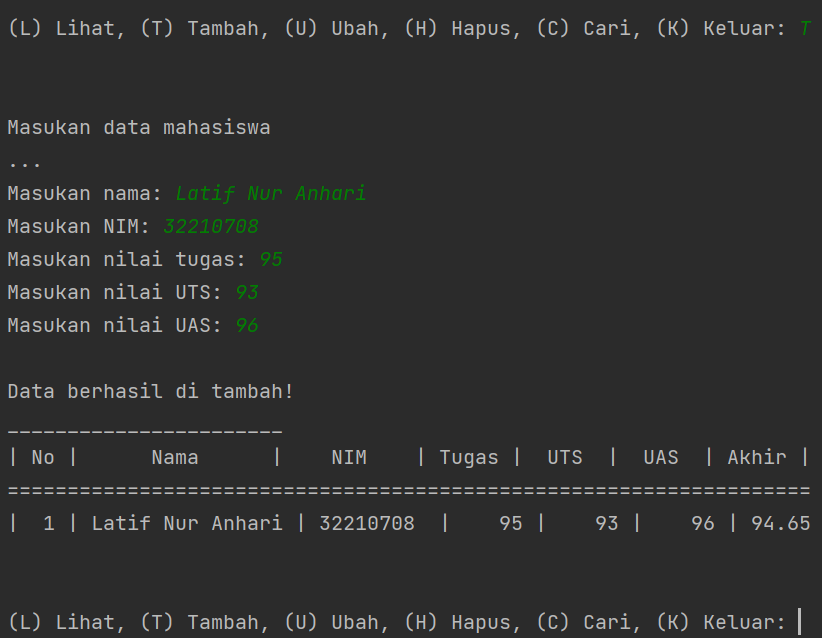 (L) Lihat, (T) Tambah, (U) Ubah, (H) Hapus, (C) Cari, (K) Keluar: T
Masukan data mahasiswa
...
Masukan nama: Latif Nur Anhari
Masukan NIM: 32210708
Masukan nilai tugas: 95
Masukan nilai UTS: 93
Masukan nilai UAS: 96
Data berhasil di tambah!
_______________________
| No |      Nama      |    NIM    | Tugas |  UTS  |  UAS  | Akhir |
===================================================================
|  1 | Latif Nur Anhari | 32210708  |    95 |    93 |    96 | 94.65
(L) Lihat, (T) Tambah, (U) Ubah, (H) Hapus, (C) Cari, (K) Keluar: